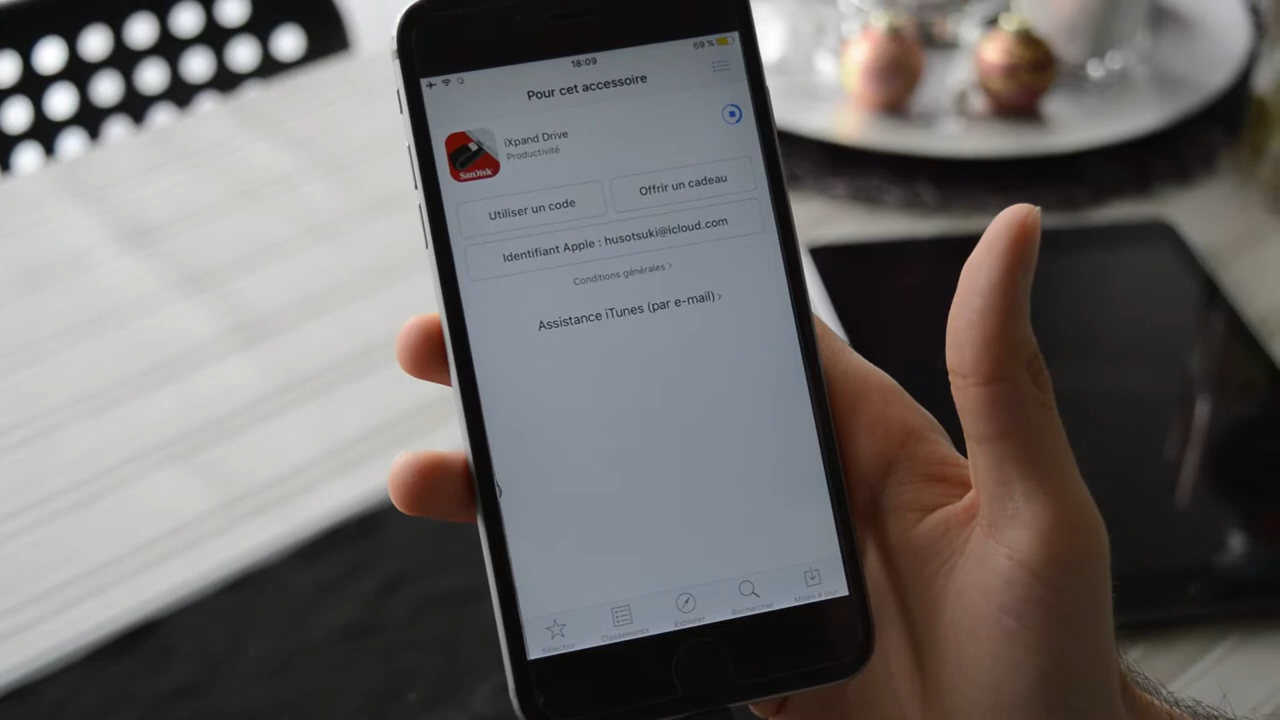 18:09
69 %
Pour cet accessoire
iXpand Drive
Productivité
SanDisk
Utiliser un code
Offrir un cadeau
Identifiant Apple : husotsuki@icloud.com
Conditions générales >
Assistance iTunes (par e-mail) >
Sélection
Classements
Explorer
Rechercher
Mises à jour